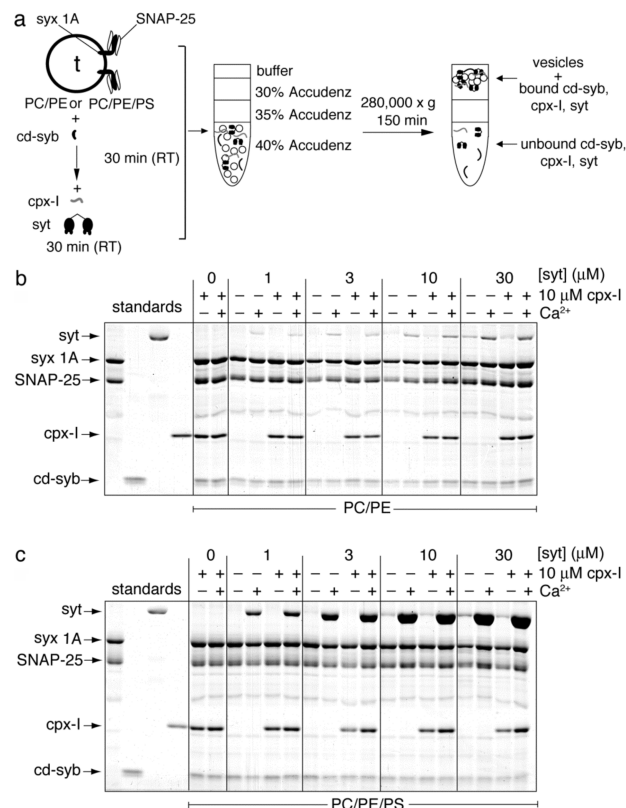 a
syx 1A
SNAP-25
t
PC/PE or PC/PE/PS
+
cd-syb
30 min (RT)
+
cpx-I
syt
30 min (RT)
buffer
30% Accudenz
35% Accudenz
40% Accudenz
280,000 x g
150 min
vesicles
+
bound cd-syb,
cpx-I, syt
unbound cd-syb,
cpx-I, syt
b
0 1 3 10 30 [syt] (μM)
+ + − − + + − − + + − − + + − − + + 10 μM cpx-I
− + − + − + − + − + − + − + − + − + Ca2+
standards
syt
syx 1A
SNAP-25
cpx-I
cd-syb
PC/PE
c
0 1 3 10 30 [syt] (μM)
+ + − − + + − − + + − − + + − − + + 10 μM cpx-I
− + − + − + − + − + − + − + − + − + Ca2+
standards
syt
syx 1A
SNAP-25
cpx-I
cd-syb
PC/PE/PS